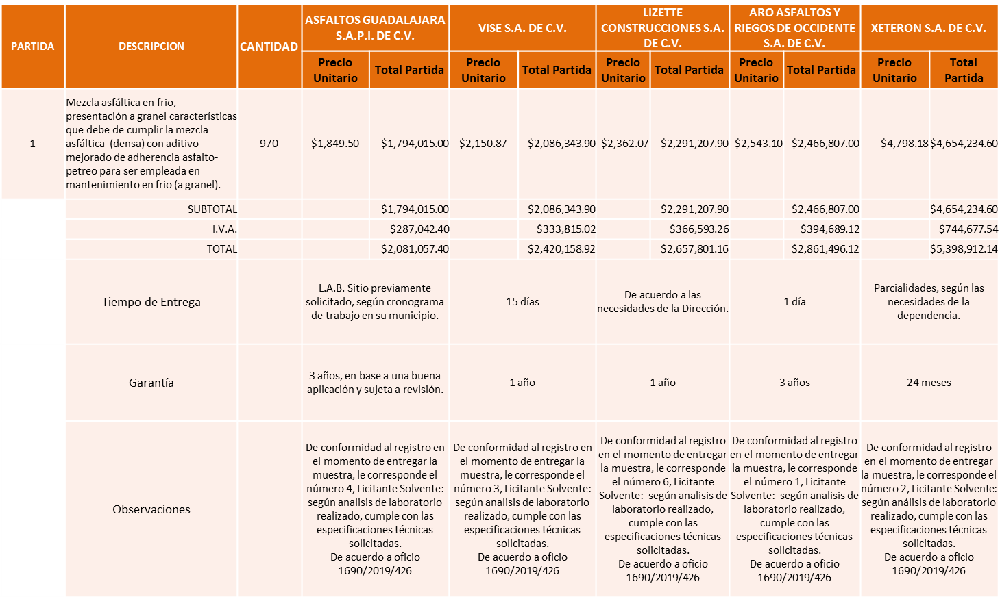 PARTIDA
DESCRIPCION
CANTIDAD
ASFALTOS GUADALAJARA
S.A.P.I. DE C.V.
VISE S.A. DE C.V.
LIZETTE
CONSTRUCCIONES S.A.
DE C.V.
ARO ASFALTOS Y
RIEGOS DE OCCIDENTE
S.A. DE C.V.
XETERON S.A. DE C.V.
Precio
Unitario
Total Partida
Precio
Unitario
Total Partida
Precio
Unitario
Total Partida
Precio
Unitario
Total Partida
Precio
Unitario
Total
Partida
1
Mezcla asfáltica en frio,
presentación a granel características
que debe de cumplir la mezcla
asfáltica (densa) con aditivo
mejorado de adherencia asfalto-
petreo para ser empleada en
mantenimiento en frio (a granel).
970
$1,849.50
$1,794,015.00
$2,150.87
$2,086,343.90
$2,362.07
$2,291,207.90
$2,543.10
$2,466,807.00
$4,798.18
$4,654,234.60
SUBTOTAL
$1,794,015.00
$2,086,343.90
$2,291,207.90
$2,466,807.00
$4,654,234.60
I.V.A.
$287,042.40
$333,815.02
$366,593.26
$394,689.12
$744,677.54
TOTAL
$2,081,057.40
$2,420,158.92
$2,657,801.16
$2,861,496.12
$5,398,912.14
Tiempo de Entrega
L.A.B. Sitio previamente
solicitado, según cronograma
de trabajo en su municipio.
15 días
De acuerdo a las
necesidades de la Dirección.
1 día
Parcialidades, según las
necesidades de la
dependencia.
Garantía
3 años, en base a una buena
aplicación y sujeta a revisión.
1 año
1 año
3 años
24 meses
Observaciones
De conformidad al registro en
el momento de entregar la
muestra, le corresponde el
número 4, Licitante Solvente:
según analisis de laboratorio
realizado, cumple con las
especificaciones técnicas
solicitadas.
De acuerdo a oficio
1690/2019/426
De conformidad al registro en
el momento de entregar la
muestra, le corresponde el
número 3, Licitante Solvente:
según analisis de laboratorio
realizado, cumple con las
especificaciones técnicas
solicitadas.
De acuerdo a oficio
1690/2019/426
De conformidad al registro
en el momento de entregar
la muestra, le corresponde
el número 6, Licitante
Solvente: según analisis de
laboratorio realizado,
cumple con las
especificaciones técnicas
solicitadas.
De acuerdo a oficio
1690/2019/426
De conformidad al registro
en el momento de entregar
la muestra, le corresponde
el número 1, Licitante
Solvente: según analisis de
laboratorio realizado,
cumple con las
especificaciones técnicas
solicitadas.
De acuerdo a oficio
1690/2019/426
De conformidad al registro
en el momento de entregar
la muestra, le corresponde el
número 2, Licitante Solvente:
según análisis de laboratorio
realizado, cumple con las
especificaciones técnicas
solicitadas.
De acuerdo a oficio
1690/2019/426